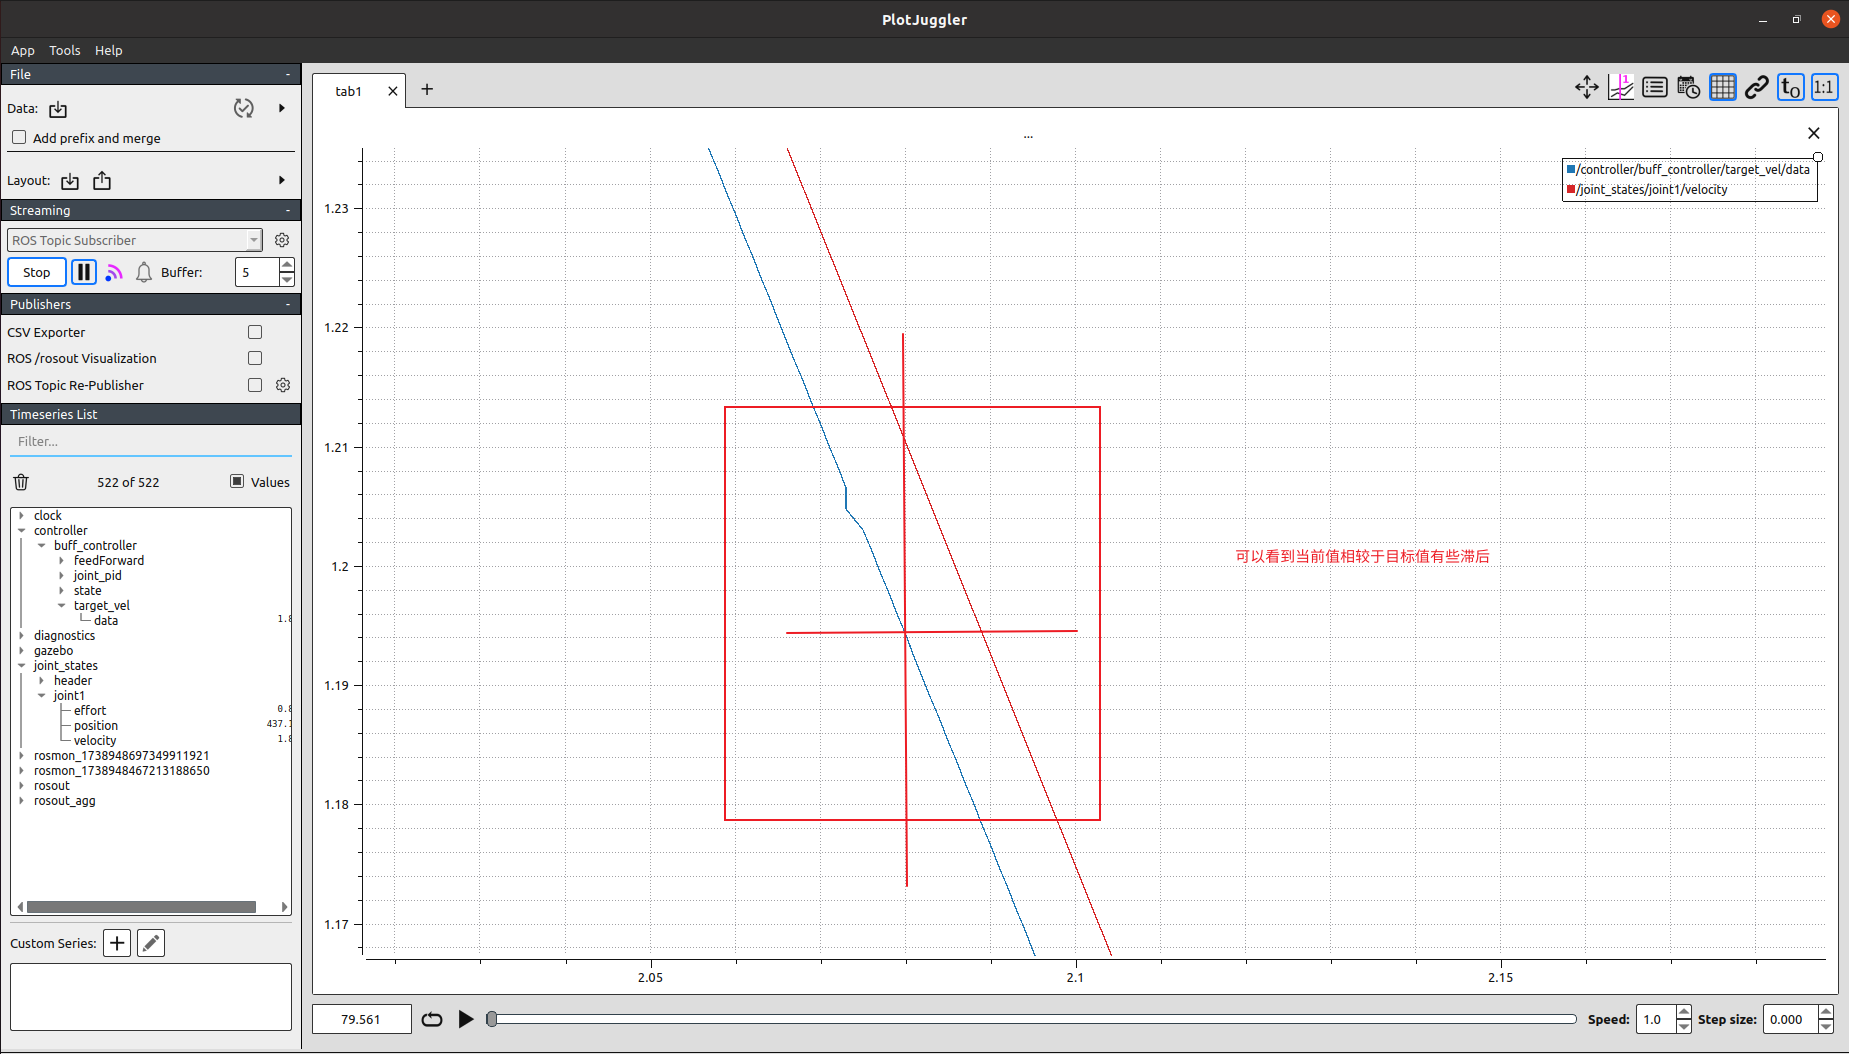 PlotJuggler
App Tools Help
File -
Data:
Add prefix and merge
Layout:
Streaming -
ROS Topic Subscriber
Stop Buffer: 5
Publishers -
CSV Exporter
ROS /rosout Visualization
ROS Topic Re-Publisher
Timeseries List
Filter...
522 of 522 Values
clock
controller
buff_controller
feedForward
joint_pid
state
target_vel
data 1.8
diagnostics
gazebo
joint_states
header
joint1
effort 0.8
position 437.1
velocity 1.8
rosmon_1738948697349911921
rosmon_1738948467213188650
rosout
rosout_agg
Custom Series:
tab1
1
t0 1:1
...
/controller/buff_controller/target_vel/data
/joint_states/joint1/velocity
1.23
1.22
1.21
1.2
1.19
1.18
1.17
可以看到当前值相较于目标值有些滞后
2.05 2.1 2.15
79.561 Speed: 1.0 Step size: 0.000